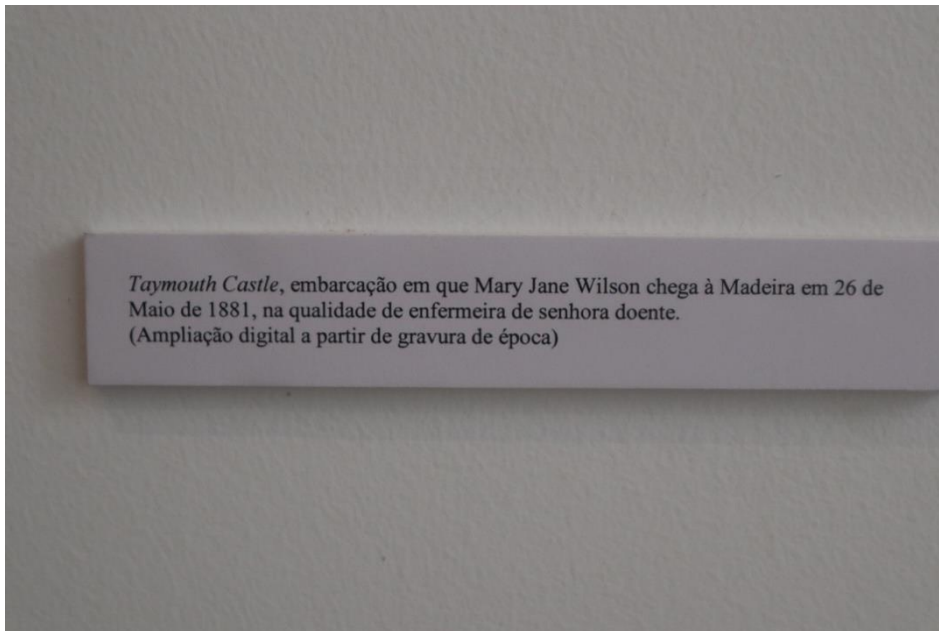 Taymouth Castle, embarcação em que Mary Jane Wilson chega à Madeira em 26 de
Maio de 1881, na qualidade de enfermeira de senhora doente.
(Ampliação digital a partir de gravura de época)